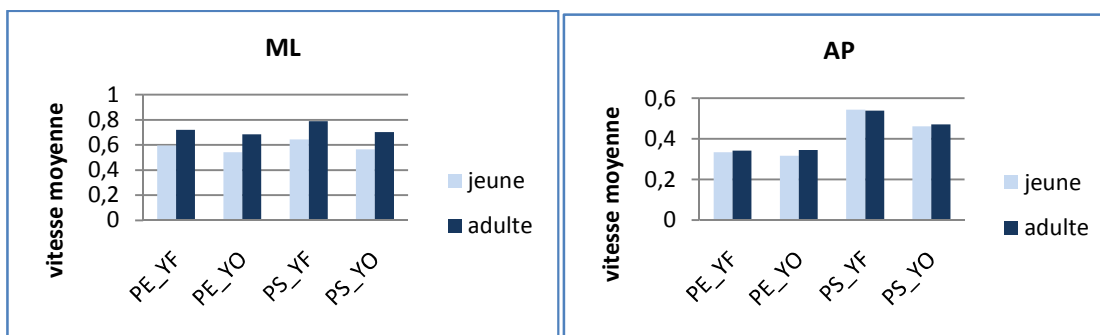 ML
vitesse moyenne
1
0,8
0,6
0,4
0,2
0
PE_YF
PE_YO
PS_YF
PS_YO
jeune
adulte
AP
vitesse moyenne
0,6
0,4
0,2
0
PE_YF
PE_YO
PS_YF
PS_YO
jeune
adulte